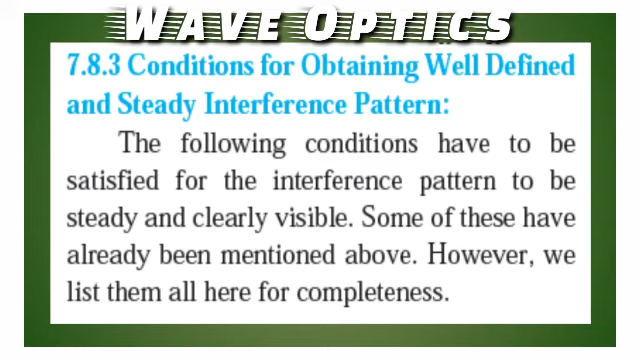 WAVE OPTICS
7.8.3 Conditions for Obtaining Well Defined
and Steady Interference Pattern:
The following conditions have to be
satisfied for the interference pattern to be
steady and clearly visible. Some of these have
already been mentioned above. However, we
list them all here for completeness.